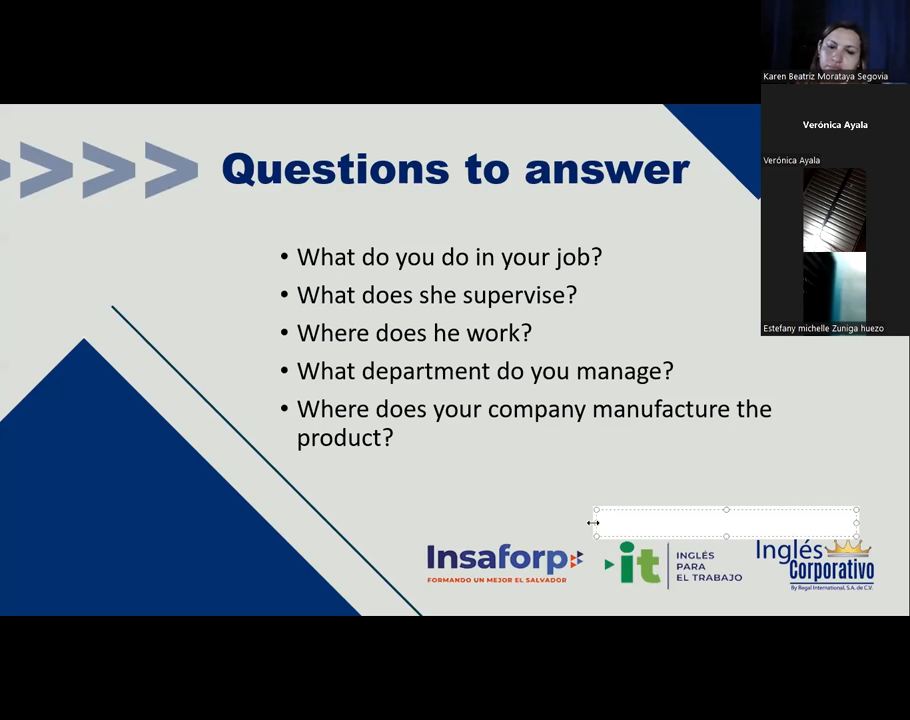 Karen Beatriz Morataya Segovia
Verónica Ayala
Verónica Ayala
Estefany michelle Zuniga huezo
>>>> Questions to answer
• What do you do in your job?
• What does she supervise?
• Where does he work?
• What department do you manage?
• Where does your company manufacture the
product?
Insaforp
FORMANDO UN MEJOR EL SALVADOR
it
INGLÉS
PARA
EL TRABAJO
Inglés
Corporativo
By Regal International, S.A. de C.V.